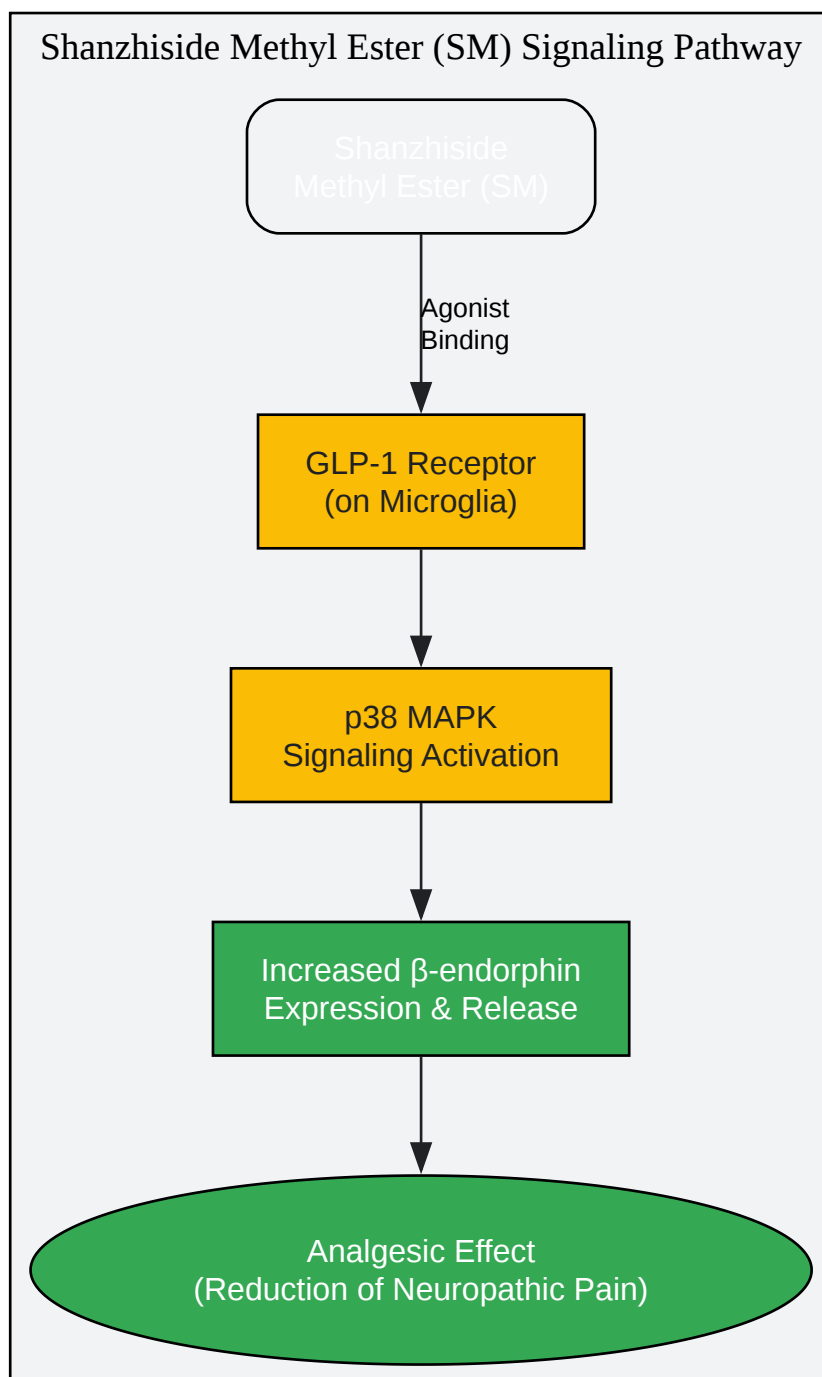 Shanzhiside Methyl Ester (SM) Signaling Pathway
Shanzhiside
Methyl Ester (SM)
Agonist
Binding
GLP-1 Receptor
(on Microglia)
p38 MAPK
Signaling Activation
Increased β-endorphin
Expression & Release
Analgesic Effect
(Reduction of Neuropathic Pain)